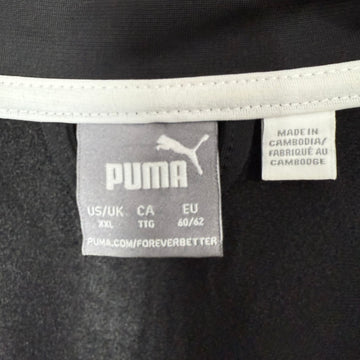 PUMA
US/UK CA EU
XXL TTG 60/62
PUMA.COM/FOREVERBETTER
MADE IN
CAMBODIA/
FABRIQUÉ AU
CAMBODGE